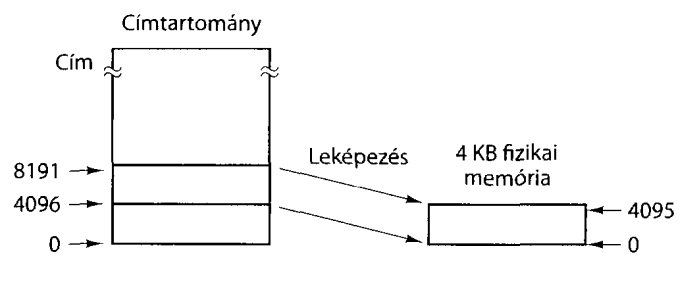 Címtartomány
Cím
8191
4096
0
Leképezés
4 KB fizikai
memória
4095
0